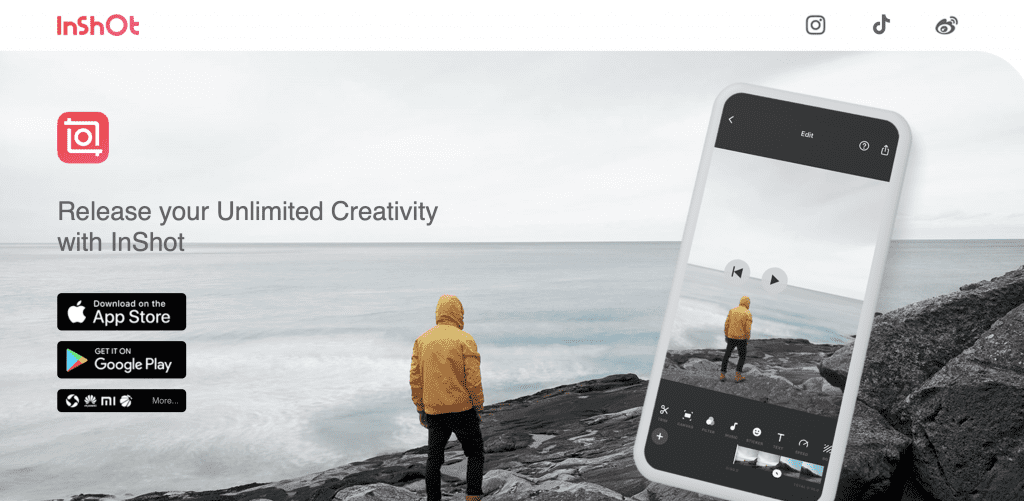 InShOt
Edit
Release your Unlimited Creativity
with InShot
Download on the
App Store
GET IT ON
Google Play
MI
More...